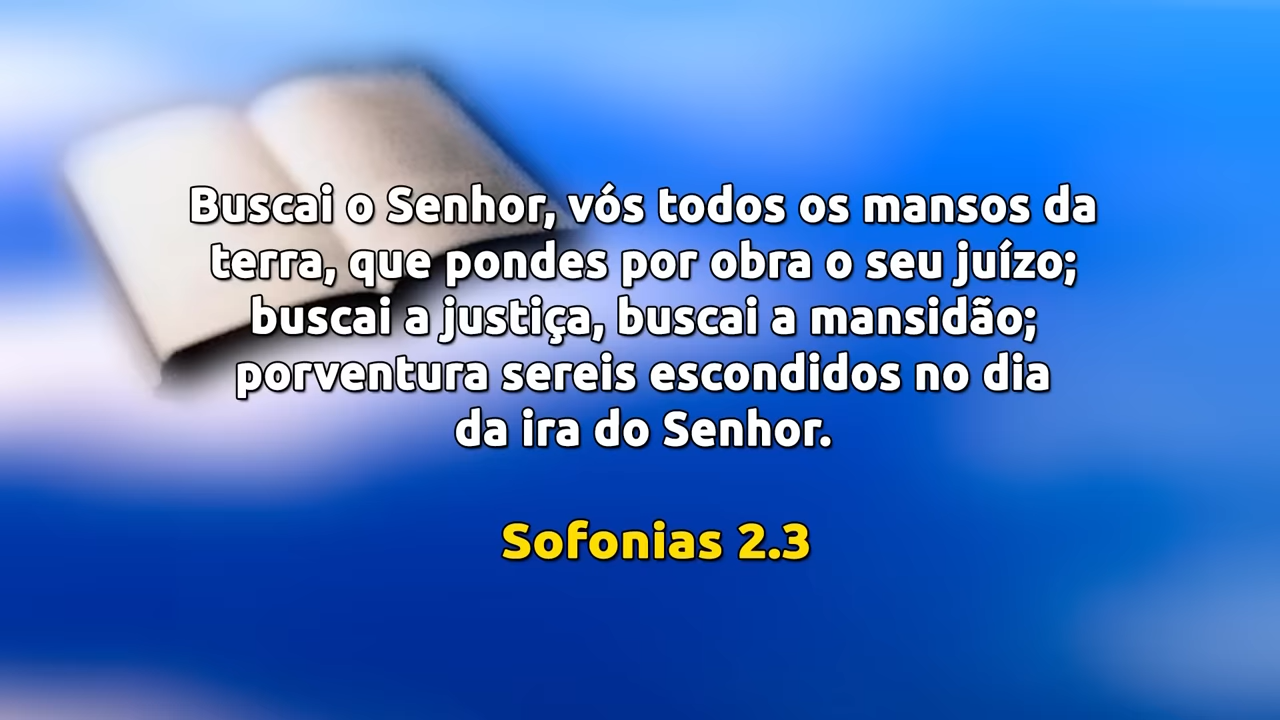 Buscai o Senhor, vós todos os mansos da
terra, que pondes por obra o seu juízo;
buscai a justiça, buscai a mansidão;
porventura sereis escondidos no dia
da ira do Senhor.
Sofonias 2.3